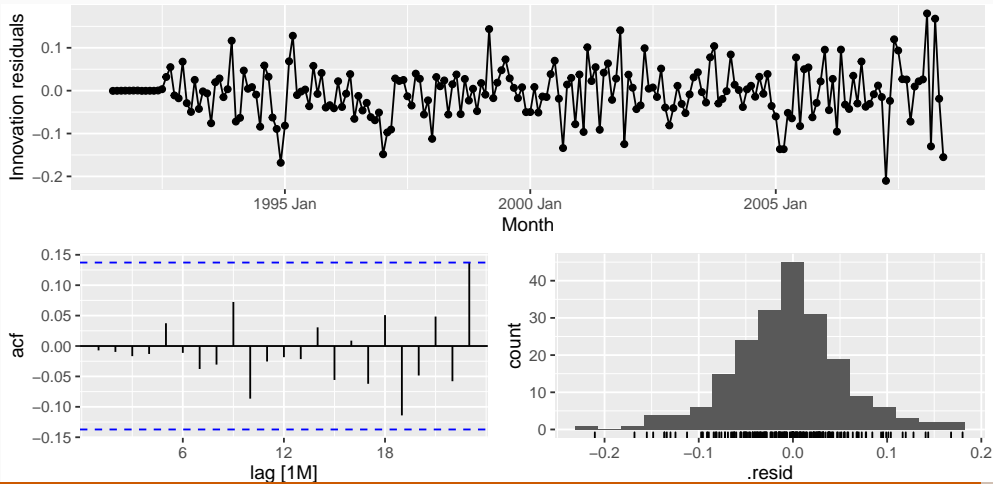 Innovation residuals
0.1
0.0
−0.1
−0.2
1995 Jan
2000 Jan
2005 Jan
Month
acf
0.15
0.10
0.05
0.00
−0.05
−0.10
−0.15
6
12
18
lag [1M]
count
40
30
20
10
0
−0.2
−0.1
0.0
0.1
0.2
.resid